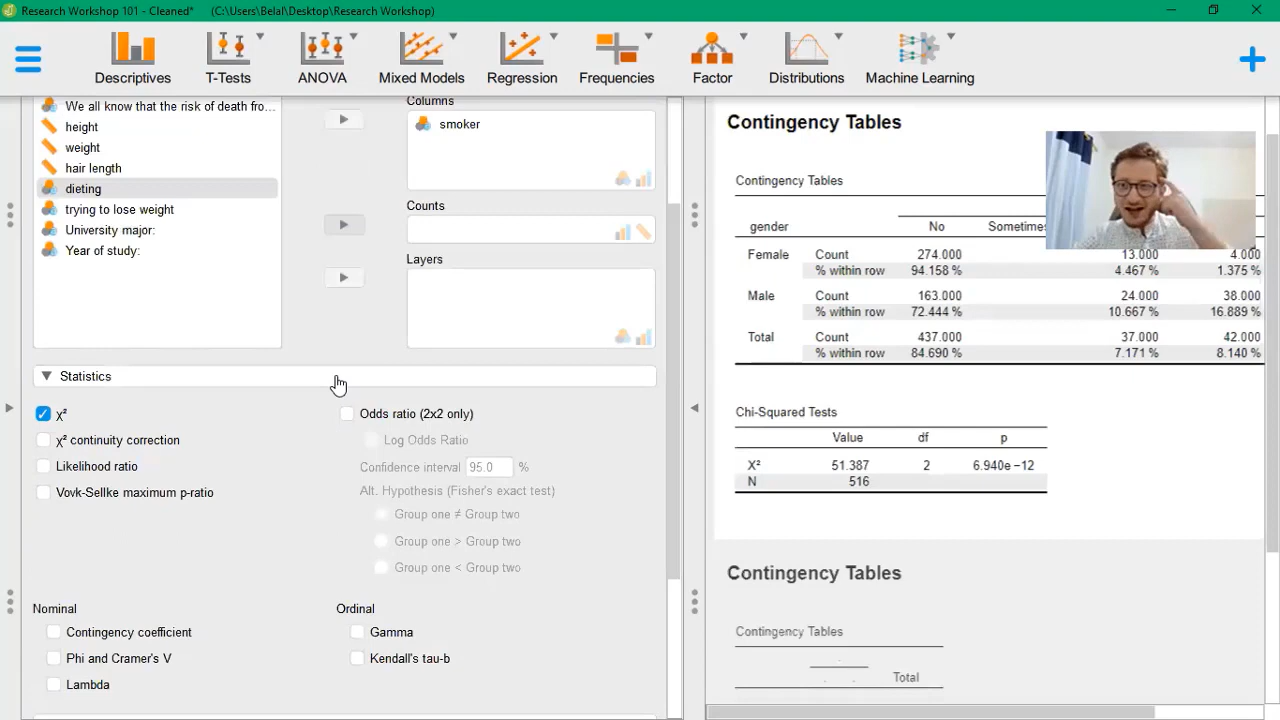 Research Workshop 101 - Cleaned* (C:\Users\Belal\Desktop\Research Workshop)
Descriptives T-Tests ANOVA Mixed Models Regression Frequencies Factor Distributions Machine Learning
We all know that the risk of death fro...
height
weight
hair length
dieting
trying to lose weight
University major:
Year of study:
Columns
smoker
Counts
Layers
Statistics
χ²
χ² continuity correction
Likelihood ratio
Vovk-Sellke maximum p-ratio
Odds ratio (2x2 only)
Log Odds Ratio
Confidence interval 95.0 %
Alt. Hypothesis (Fisher's exact test)
Group one ≠ Group two
Group one > Group two
Group one < Group two
Nominal
Contingency coefficient
Phi and Cramer's V
Lambda
Ordinal
Gamma
Kendall's tau-b
Contingency Tables
Contingency Tables
gender No Sometimes
Female Count 274.000 13.000 4.000
% within row 94.158 % 4.467 % 1.375 %
Male Count 163.000 24.000 38.000
% within row 72.444 % 10.667 % 16.889 %
Total Count 437.000 37.000 42.000
% within row 84.690 % 7.171 % 8.140 %
Chi-Squared Tests
Value df p
X² 51.387 2 6.940e −12
N 516
Contingency Tables
Contingency Tables
. 
. . Total